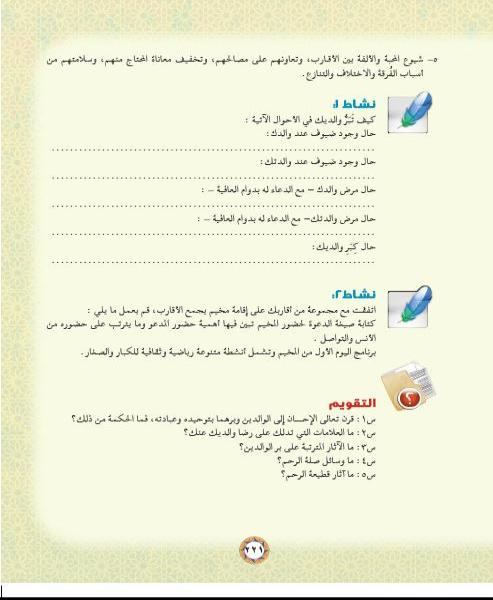 ٥- شيوع المحبة والألفة بين الأقارب، وتعاونهم على مصالحهم، وتخفيف معاناة المحتاج منهم، وسلامتهم من
أسباب الفُرقة والاختلاف والتنازع.
نشاط ١:
كيف تَبَرُّ والديك في الأحوال الآتية :
حال وجود ضيوف عند والدك:
حال وجود ضيوف عند والدتك:
حال مرض والدك – مع الدعاء له بدوام العافية – :
حال مرض والدتك– مع الدعاء له بدوام العافية – :
حال كِبَرِ والديك:
نشاط٢:
اتفقت مع مجموعة من أقاربك على إقامة مخيم يجمع الأقارب، قم بعمل ما يلي :
كتابة صيغة الدعوة لحضور المخيم تبين فيها أهمية حضور المدعو وما يترتب على حضوره من
الأنس والتواصل .
برنامج اليوم الأول من المخيم وتشمل أنشطة متنوعة رياضية وثقافية للكبار والصغار.
التقويم
س١ : قرن تعالى الإحسان إلى الوالدين وبرهما بتوحيده وعبادته، فما الحكمة من ذلك؟
س٢ : ما العلامات التي تدلك على رضا والديك عنك؟
س٣ : ما الآثار المترتبة على بر الوالدين؟
س٤ : ما وسائل صلة الرحم؟
س٥ : ما آثار قطيعة الرحم؟
٢٢١